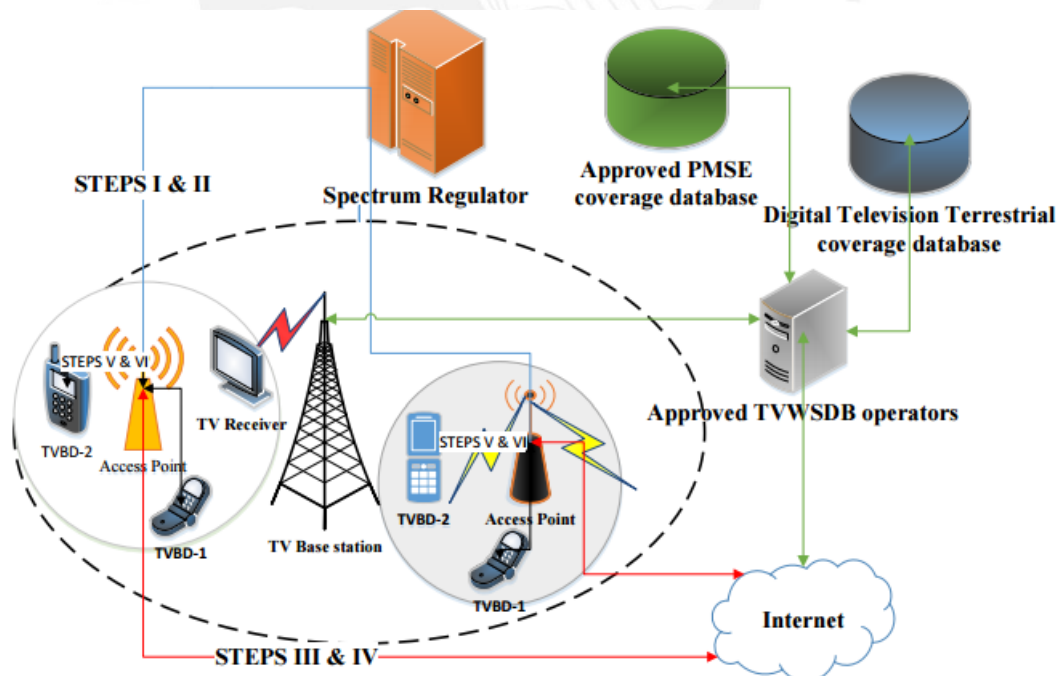 STEPS I & II
Spectrum Regulator
Approved PMSE
coverage database
Digital Television Terrestrial
coverage database
STEPS V & VI
TVBD-2
Access Point
TVBD-1
TV Receiver
TV Base station
STEPS V & VI
TVBD-2
Access Point
TVBD-1
Approved TVWSDB operators
Internet
STEPS III & IV